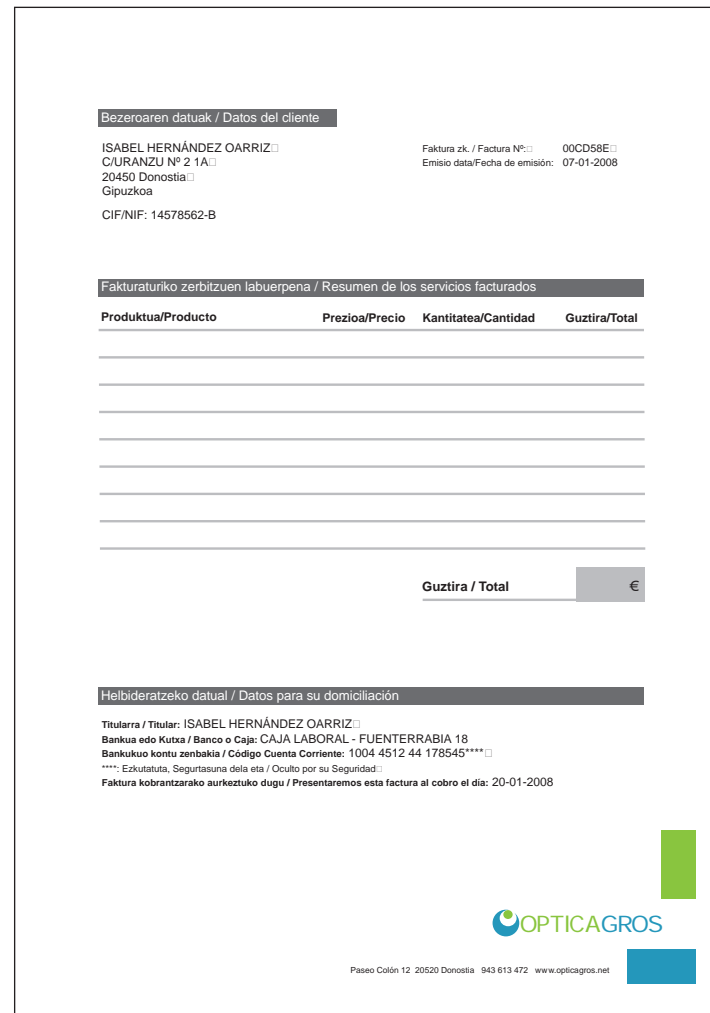 Bezeroaren datuak / Datos del cliente
ISABEL HERNÁNDEZ OARRIZ
C/URANZU Nº 2 1A
20450 Donostia
Gipuzkoa
CIF/NIF: 14578562-B
Faktura zk. / Factura Nº: 00CD58E
Emisio data/Fecha de emisión: 07-01-2008
Fakturaturiko zerbitzuen labuerpena / Resumen de los servicios facturados
Produktua/Producto Prezioa/Precio Kantitatea/Cantidad Guztira/Total
Guztira / Total €
Helbideratzeko datual / Datos para su domiciliación
Titularra / Titular: ISABEL HERNÁNDEZ OARRIZ
Bankua edo Kutxa / Banco o Caja: CAJA LABORAL - FUENTERRABIA 18
Bankukuo kontu zenbakia / Código Cuenta Corriente: 1004 4512 44 178545****
****: Ezkutatuta, Segurtasuna dela eta / Oculto por su Seguridad
Faktura kobrantzarako aurkeztuko dugu / Presentaremos esta factura al cobro el día: 20-01-2008
OPTICAGROS
Paseo Colón 12 20520 Donostia 943 613 472 www.opticagros.net